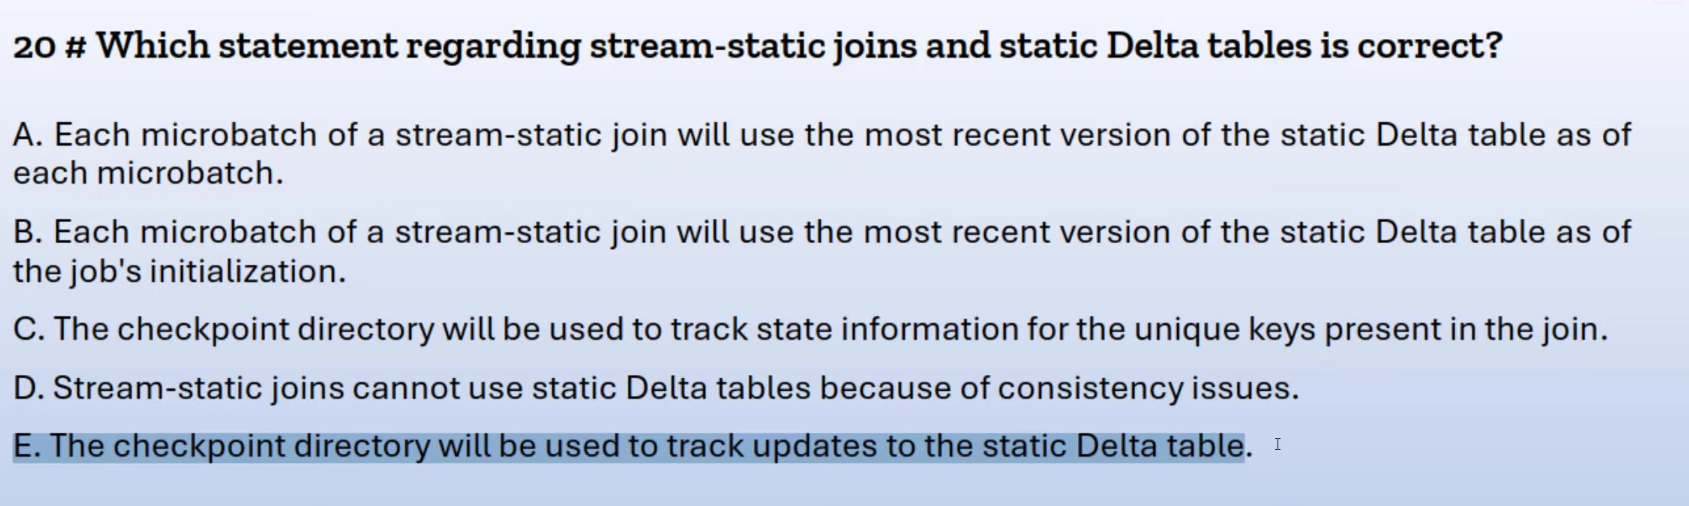 20 # Which statement regarding stream-static joins and static Delta tables is correct?
A. Each microbatch of a stream-static join will use the most recent version of the static Delta table as of
each microbatch.
B. Each microbatch of a stream-static join will use the most recent version of the static Delta table as of
the job's initialization.
C. The checkpoint directory will be used to track state information for the unique keys present in the join.
D. Stream-static joins cannot use static Delta tables because of consistency issues.
E. The checkpoint directory will be used to track updates to the static Delta table.